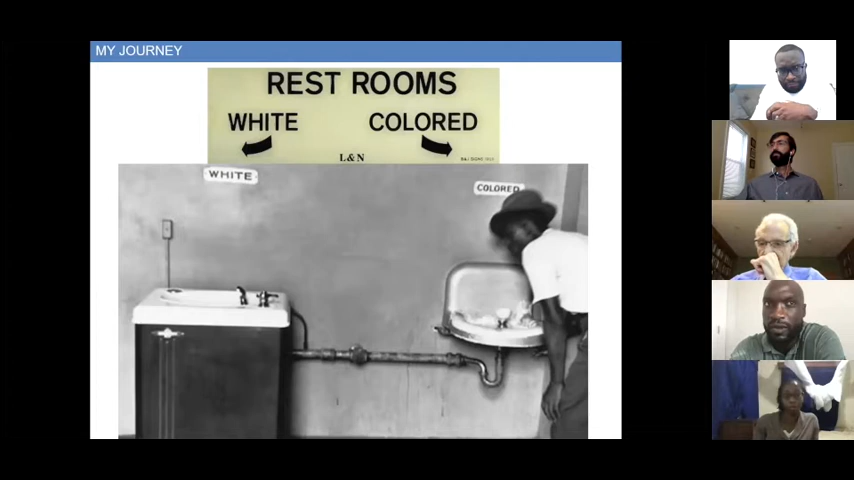 MY JOURNEY
REST ROOMS
WHITE COLORED
L&N
WHITE
COLORED